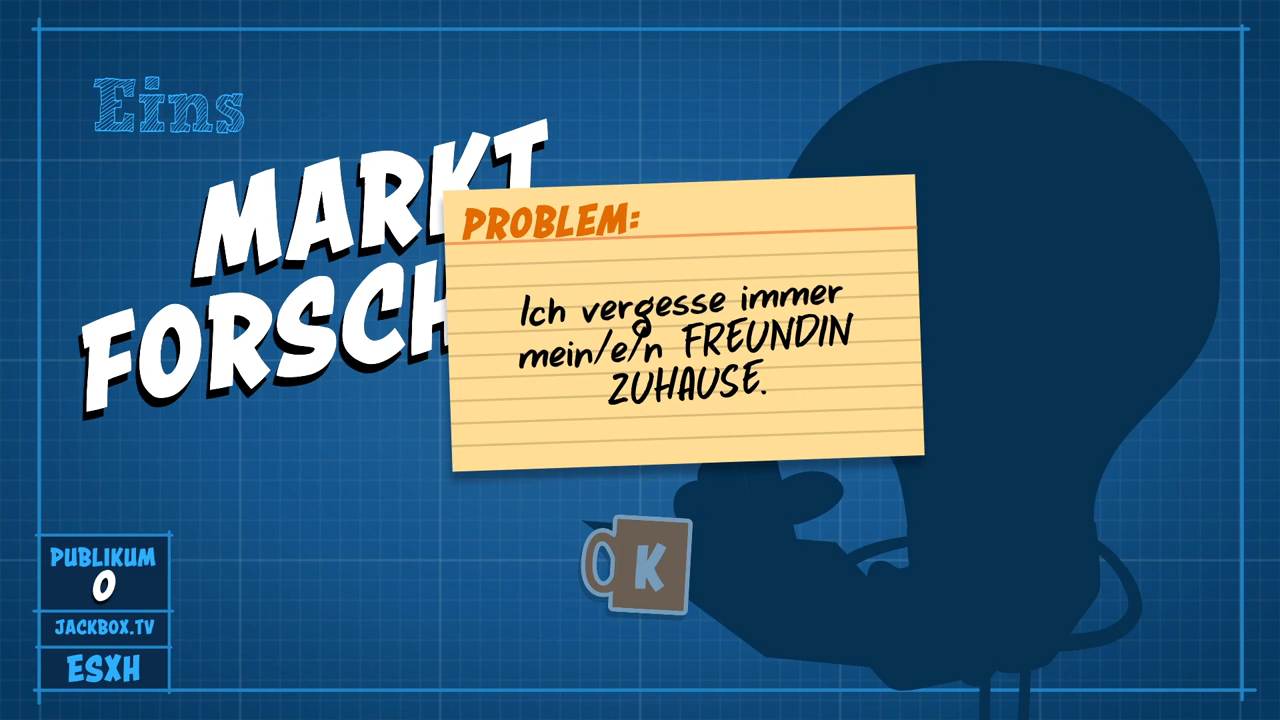 Eins
MARKT
FORSCH
PROBLEM:
Ich vergesse immer
mein/e/n FREUNDIN
ZUHAUSE.
K
PUBLIKUM
0
JACKBOX.TV
ESXH